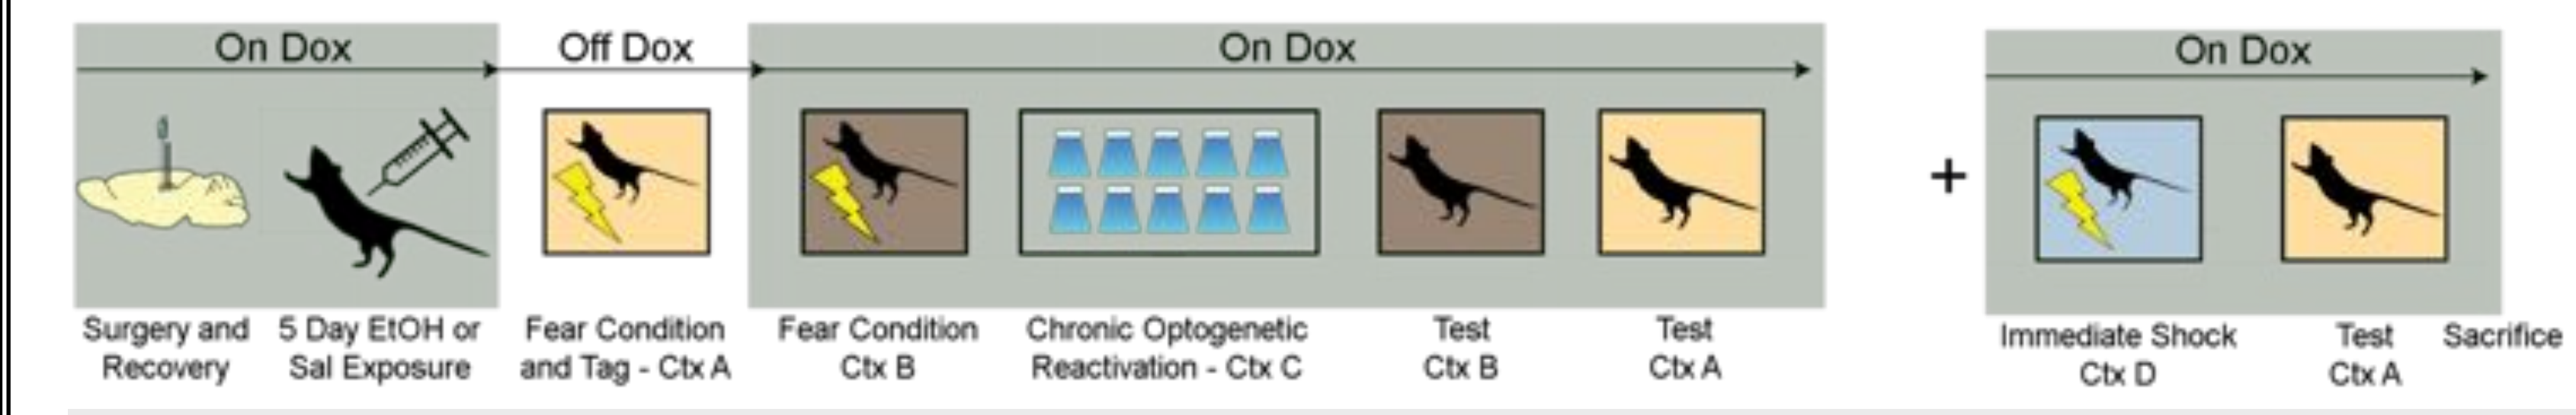 On Dox
Off Dox
On Dox
On Dox
+
Surgery and
Recovery
5 Day EtOH or
Sal Exposure
Fear Condition
and Tag - Ctx A
Fear Condition
Ctx B
Chronic Optogenetic
Reactivation - Ctx C
Test
Ctx B
Test
Ctx A
Immediate Shock
Ctx D
Test
Ctx A
Sacrifice